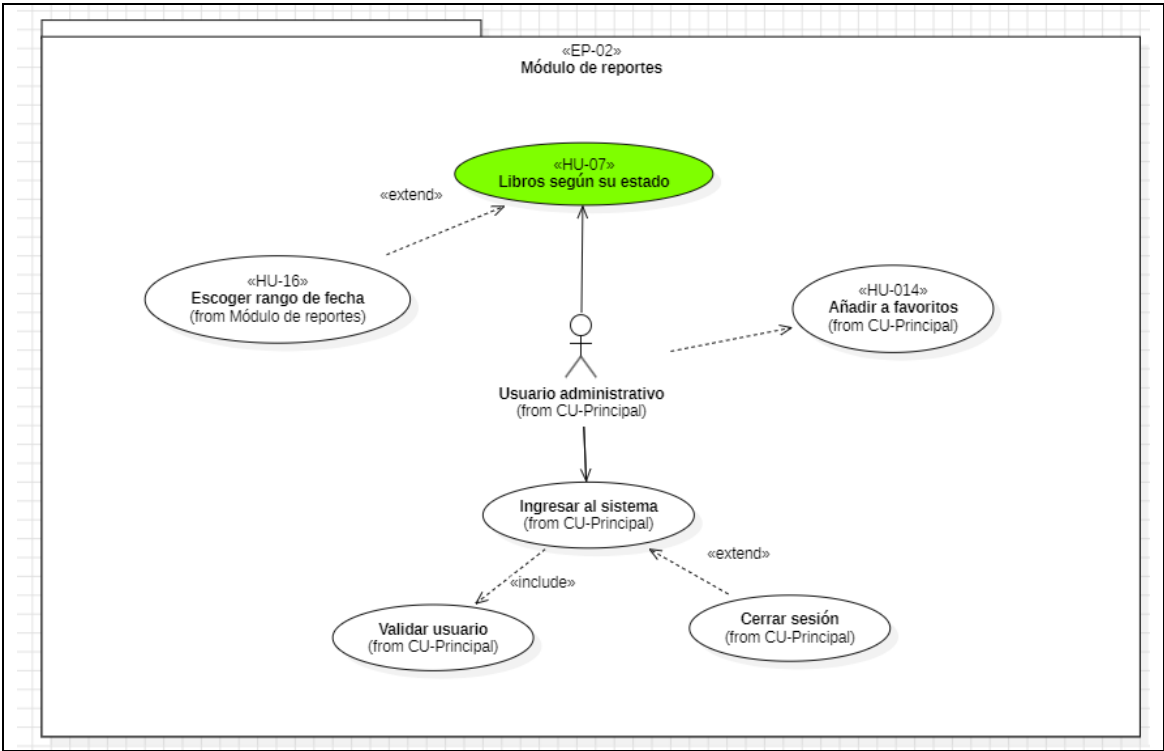 «EP-02»
Módulo de reportes
«HU-07»
Libros según su estado
«extend»
«HU-16»
Escoger rango de fecha
(from Módulo de reportes)
«HU-014»
Añadir a favoritos
(from CU-Principal)
Usuario administrativo
(from CU-Principal)
Ingresar al sistema
(from CU-Principal)
«extend»
«include»
Validar usuario
(from CU-Principal)
Cerrar sesión
(from CU-Principal)